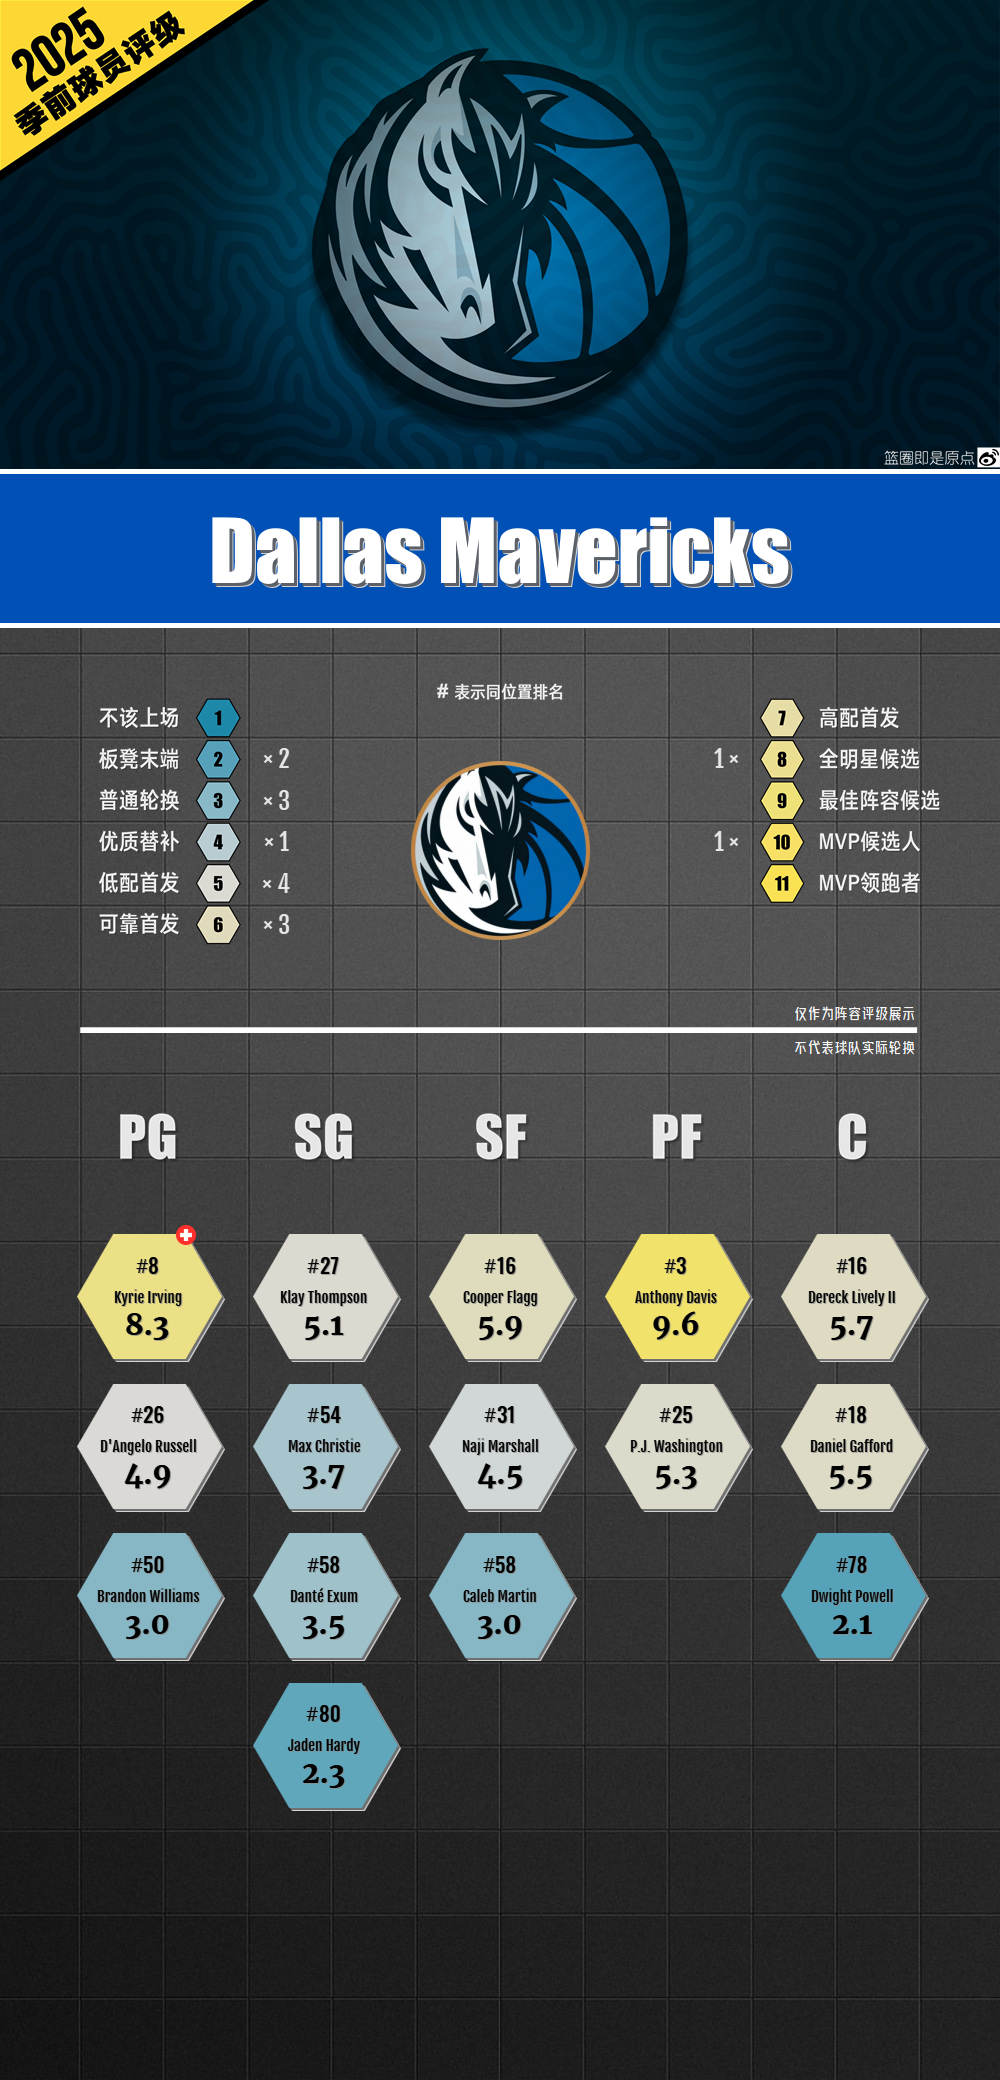 2025
季前球员评级
篮圈即是原点
Dallas Mavericks
# 表示同位置排名
不该上场 1
板凳末端 2 ×2
普通轮换 3 ×3
优质替补 4 ×1
低配首发 5 ×4
可靠首发 6 ×3
7 高配首发
1× 8 全明星候选
9 最佳阵容候选
1× 10 MVP候选人
11 MVP领跑者
仅作为阵容评级展示
不代表球队实际轮换
PG SG SF PF C
#8 #27 #16 #3 #16
Kyrie Irving Klay Thompson Cooper Flagg Anthony Davis Dereck Lively II
8.3 5.1 5.9 9.6 5.7
#26 #54 #31 #25 #18
D'Angelo Russell Max Christie Naji Marshall P.J. Washington Daniel Gafford
4.9 3.7 4.5 5.3 5.5
#50 #58 #58 #78
Brandon Williams Danté Exum Caleb Martin Dwight Powell
3.0 3.5 3.0 2.1
#80
Jaden Hardy
2.3